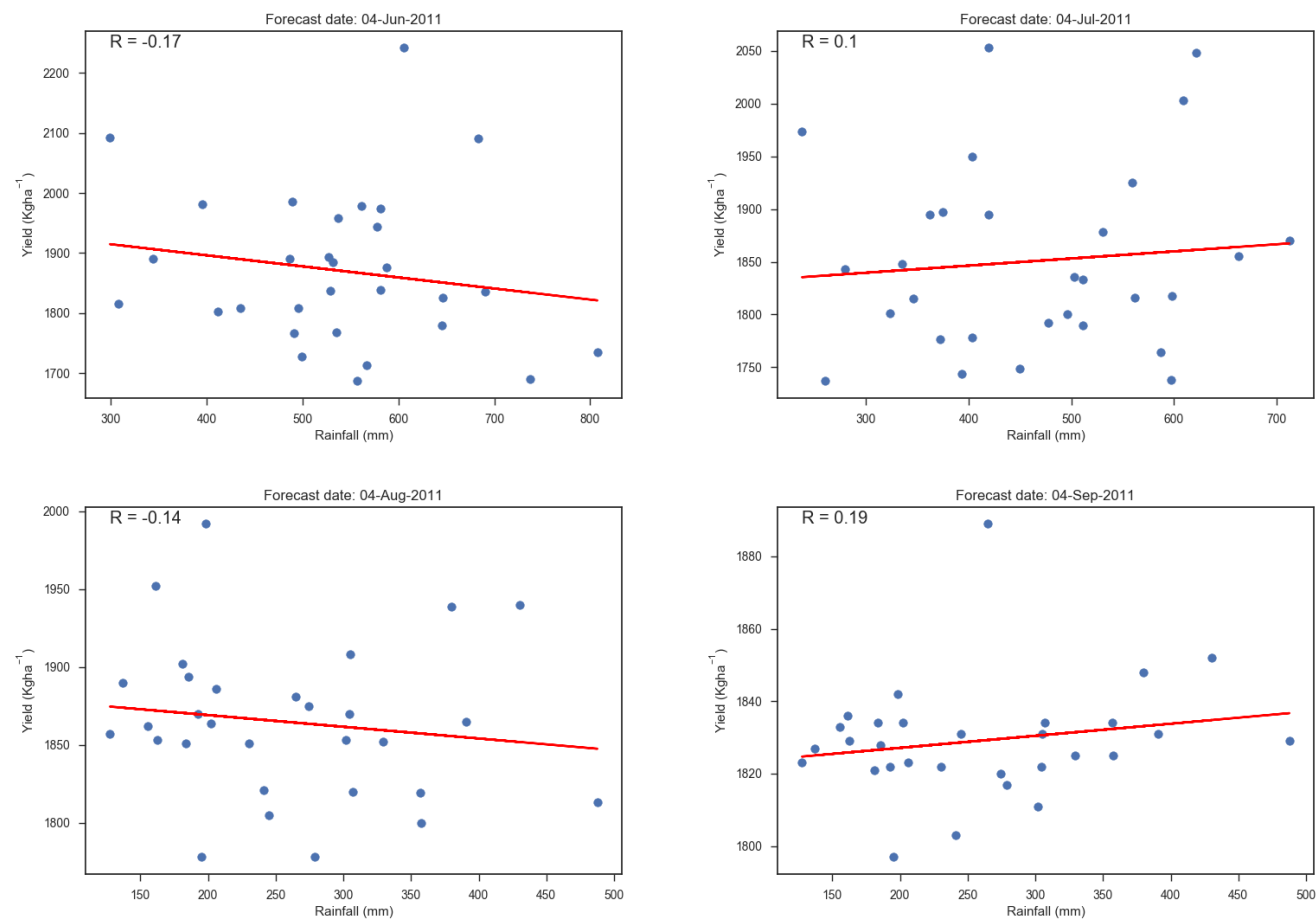 Forecast date: 04-Jun-2011
R = -0.17
2200
2100
2000
1900
1800
1700
Yield (Kgha⁻¹)
300 400 500 600 700 800
Rainfall (mm)
Forecast date: 04-Jul-2011
R = 0.1
2050
2000
1950
1900
1850
1800
1750
Yield (Kgha⁻¹)
300 400 500 600 700
Rainfall (mm)
Forecast date: 04-Aug-2011
R = -0.14
2000
1950
1900
1850
1800
Yield (Kgha⁻¹)
150 200 250 300 350 400 450 500
Rainfall (mm)
Forecast date: 04-Sep-2011
R = 0.19
1880
1860
1840
1820
1800
Yield (Kgha⁻¹)
150 200 250 300 350 400 450 500
Rainfall (mm)